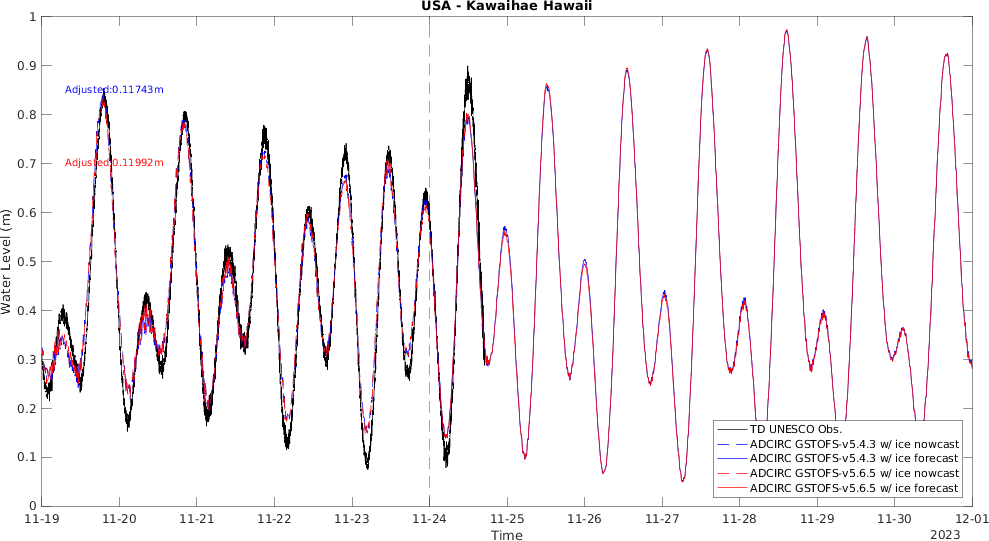 USA - Kawaihae Hawaii
1
0.9
0.8
0.7
0.6
0.5
0.4
0.3
0.2
0.1
0
Water Level (m)
Adjusted:0.11743m
Adjusted:0.11992m
TD UNESCO Obs.
ADCIRC GSTOFS-v5.4.3 w/ ice nowcast
ADCIRC GSTOFS-v5.4.3 w/ ice forecast
ADCIRC GSTOFS-v5.6.5 w/ ice nowcast
ADCIRC GSTOFS-v5.6.5 w/ ice forecast
11-19 11-20 11-21 11-22 11-23 11-24 11-25 11-26 11-27 11-28 11-29 11-30 12-01
Time
2023